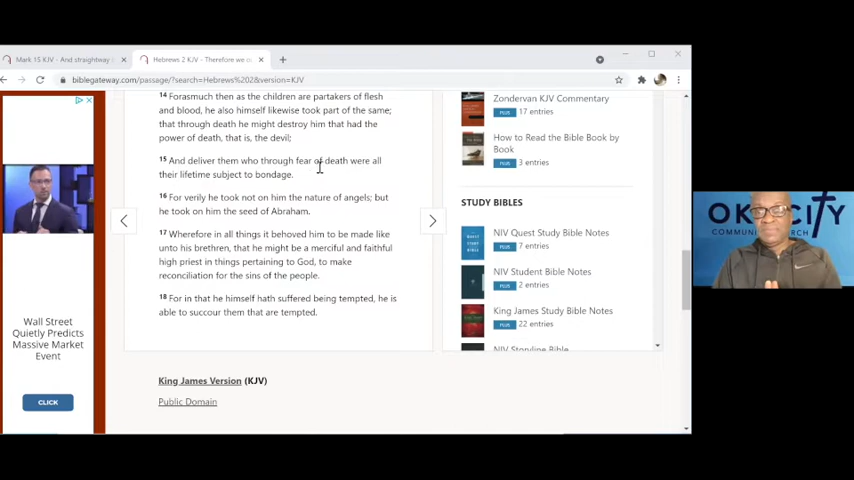 Mark 15 KJV - And straightway i
Hebrews 2 KJV - Therefore we o
biblegateway.com/passage/?search=Hebrews%202&version=KJV
14 Forasmuch then as the children are partakers of flesh
and blood, he also himself likewise took part of the same;
that through death he might destroy him that had the
power of death, that is, the devil;
15 And deliver them who through fear of death were all
their lifetime subject to bondage.
16 For verily he took not on him the nature of angels; but
he took on him the seed of Abraham.
17 Wherefore in all things it behoved him to be made like
unto his brethren, that he might be a merciful and faithful
high priest in things pertaining to God, to make
reconciliation for the sins of the people.
18 For in that he himself hath suffered being tempted, he is
able to succour them that are tempted.
King James Version (KJV)
Public Domain
Zondervan KJV Commentary
PLUS 17 entries
How to Read the Bible Book by
Book
PLUS 3 entries
STUDY BIBLES
NIV Quest Study Bible Notes
PLUS 7 entries
NIV Student Bible Notes
PLUS 2 entries
King James Study Bible Notes
PLUS 22 entries
NIV Storyline Bible
Wall Street
Quietly Predicts
Massive Market
Event
CLICK
OK CITY